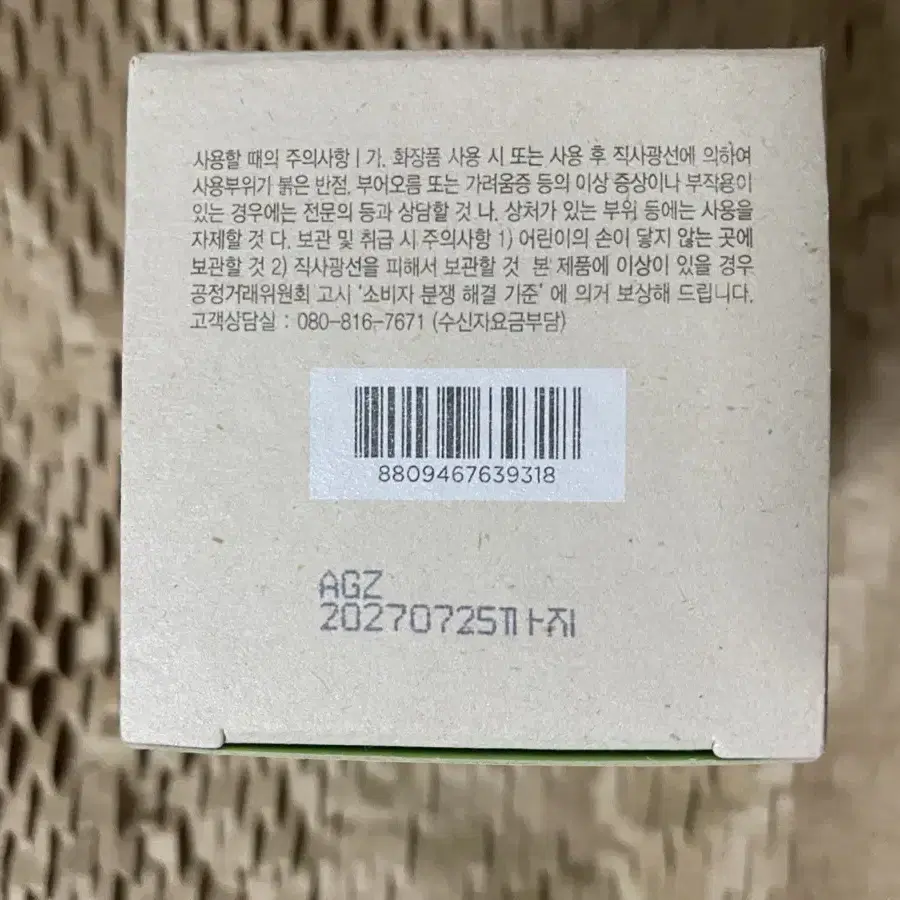 사용할 때의 주의사항 | 가. 화장품 사용 시 또는 사용 후 직사광선에 의하여
사용부위가 붉은 반점, 부어오름 또는 가려움증 등의 이상 증상이나 부작용이
있는 경우에는 전문의 등과 상담할 것 나. 상처가 있는 부위 등에는 사용을
자제할 것 다. 보관 및 취급 시 주의사항 1) 어린이의 손이 닿지 않는 곳에
보관할 것 2) 직사광선을 피해서 보관할 것 본 제품에 이상이 있을 경우
공정거래위원회 고시 '소비자 분쟁 해결 기준' 에 의거 보상해 드립니다.
고객상담실 : 080-816-7671 (수신자요금부담)
8809467639318
AGZ
20270725까지